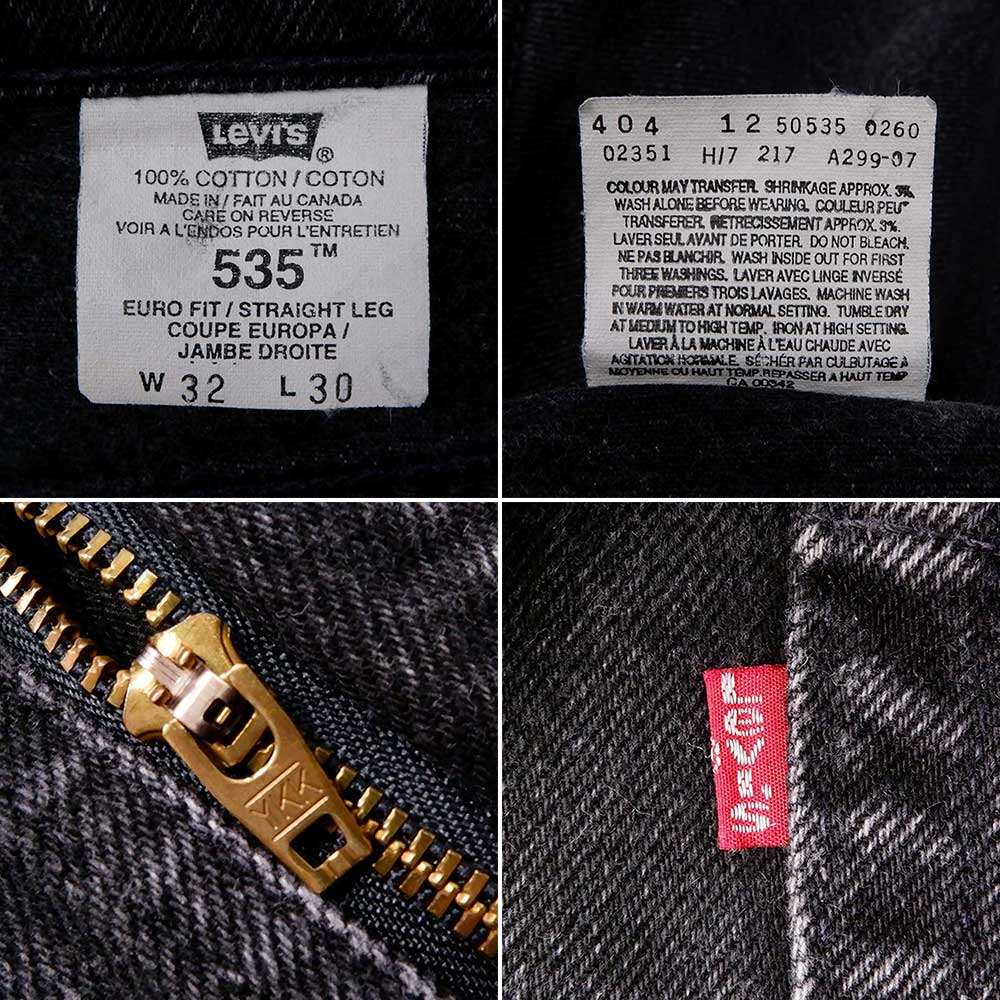 Levi's ®
100% COTTON / COTON
MADE IN / FAIT AU CANADA
CARE ON REVERSE
VOIR A L'ENDOS POUR L'ENTRETIEN
535™
EURO FIT / STRAIGHT LEG
COUPE EUROPA /
JAMBE DROITE
W 32 L 30
404 12 50535 0260
02351 H/7 217 A299-07
COLOUR MAY TRANSFER. SHRINKAGE APPROX. 3%
WASH ALONE BEFORE WEARING. COULEUR PEUT
TRANSFERER. RETRECISSEMENT APPROX. 3%.
LAVER SEUL AVANT DE PORTER. DO NOT BLEACH.
NE PAS BLANCHIR. WASH INSIDE OUT FOR FIRST
THREE WASHINGS. LAVER AVEC LINGE INVERSÉ
POUR PREMIERS TROIS LAVAGES. MACHINE WASH
IN WARM WATER AT NORMAL SETTING. TUMBLE DRY
AT MEDIUM TO HIGH TEMP. IRON AT HIGH SETTING.
LAVER À LA MACHINE À L'EAU CHAUDE AVEC
AGITATION NORMALE. SÉCHER PAR CULBUTAGE À
MOYENNE OU HAUT TEMP. REPASSER A HAUT TEMP
CA 00342
YKK
Levi's